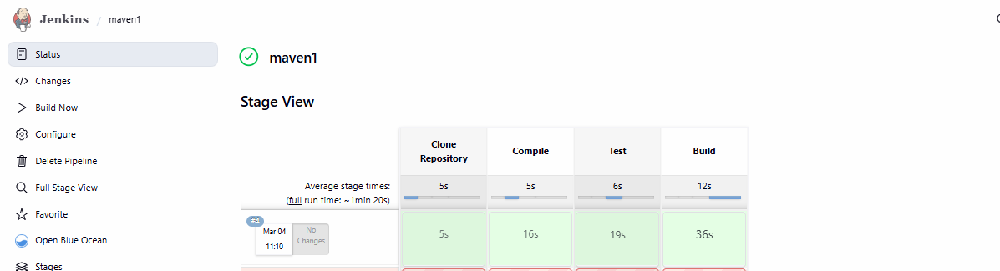 Jenkins / maven1
Status
Changes
Build Now
Configure
Delete Pipeline
Full Stage View
Favorite
Open Blue Ocean
Stages
maven1
Stage View
Clone
Repository
Compile
Test
Build
Average stage times:
(full run time: ~1min 20s)
5s
5s
6s
12s
#4
Mar 04
11:10
No
Changes
5s
16s
19s
36s